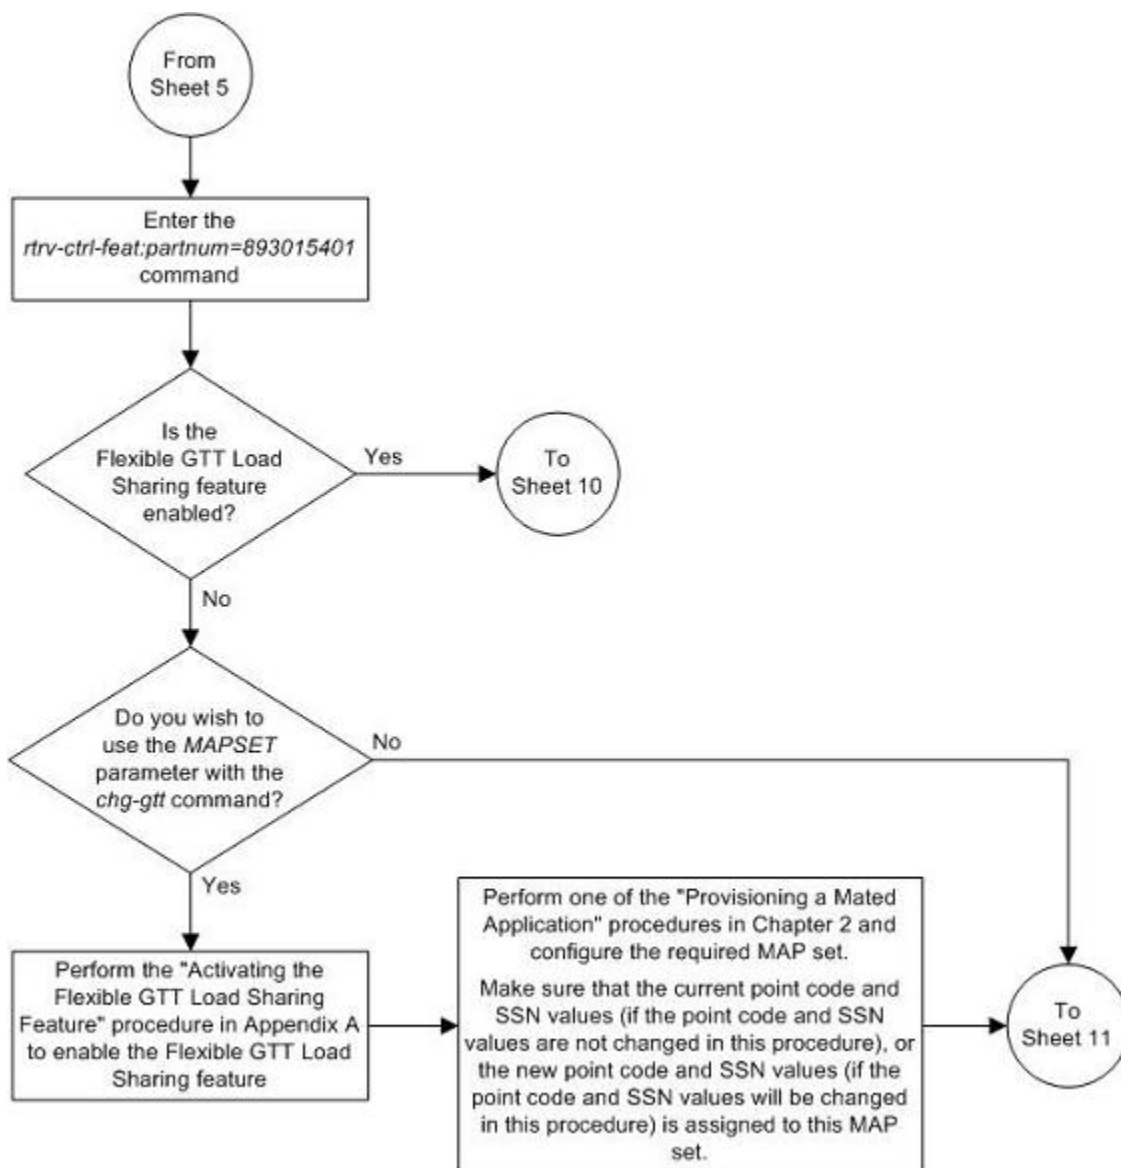 From
Sheet 5
Enter the
rtrv-ctrl-feat:partnum=893015401
command
Is the
Flexible GTT Load
Sharing feature
enabled?
Yes
To
Sheet 10
No
Do you wish to
use the MAPSET
parameter with the
chg-gtt command?
No
Yes
Perform the "Activating the
Flexible GTT Load Sharing
Feature" procedure in Appendix A
to enable the Flexible GTT Load
Sharing feature
Perform one of the "Provisioning a Mated
Application" procedures in Chapter 2 and
configure the required MAP set.
Make sure that the current point code and
SSN values (if the point code and SSN
values are not changed in this procedure), or
the new point code and SSN values (if the
point code and SSN values will be changed
in this procedure) is assigned to this MAP
set.
To
Sheet 11